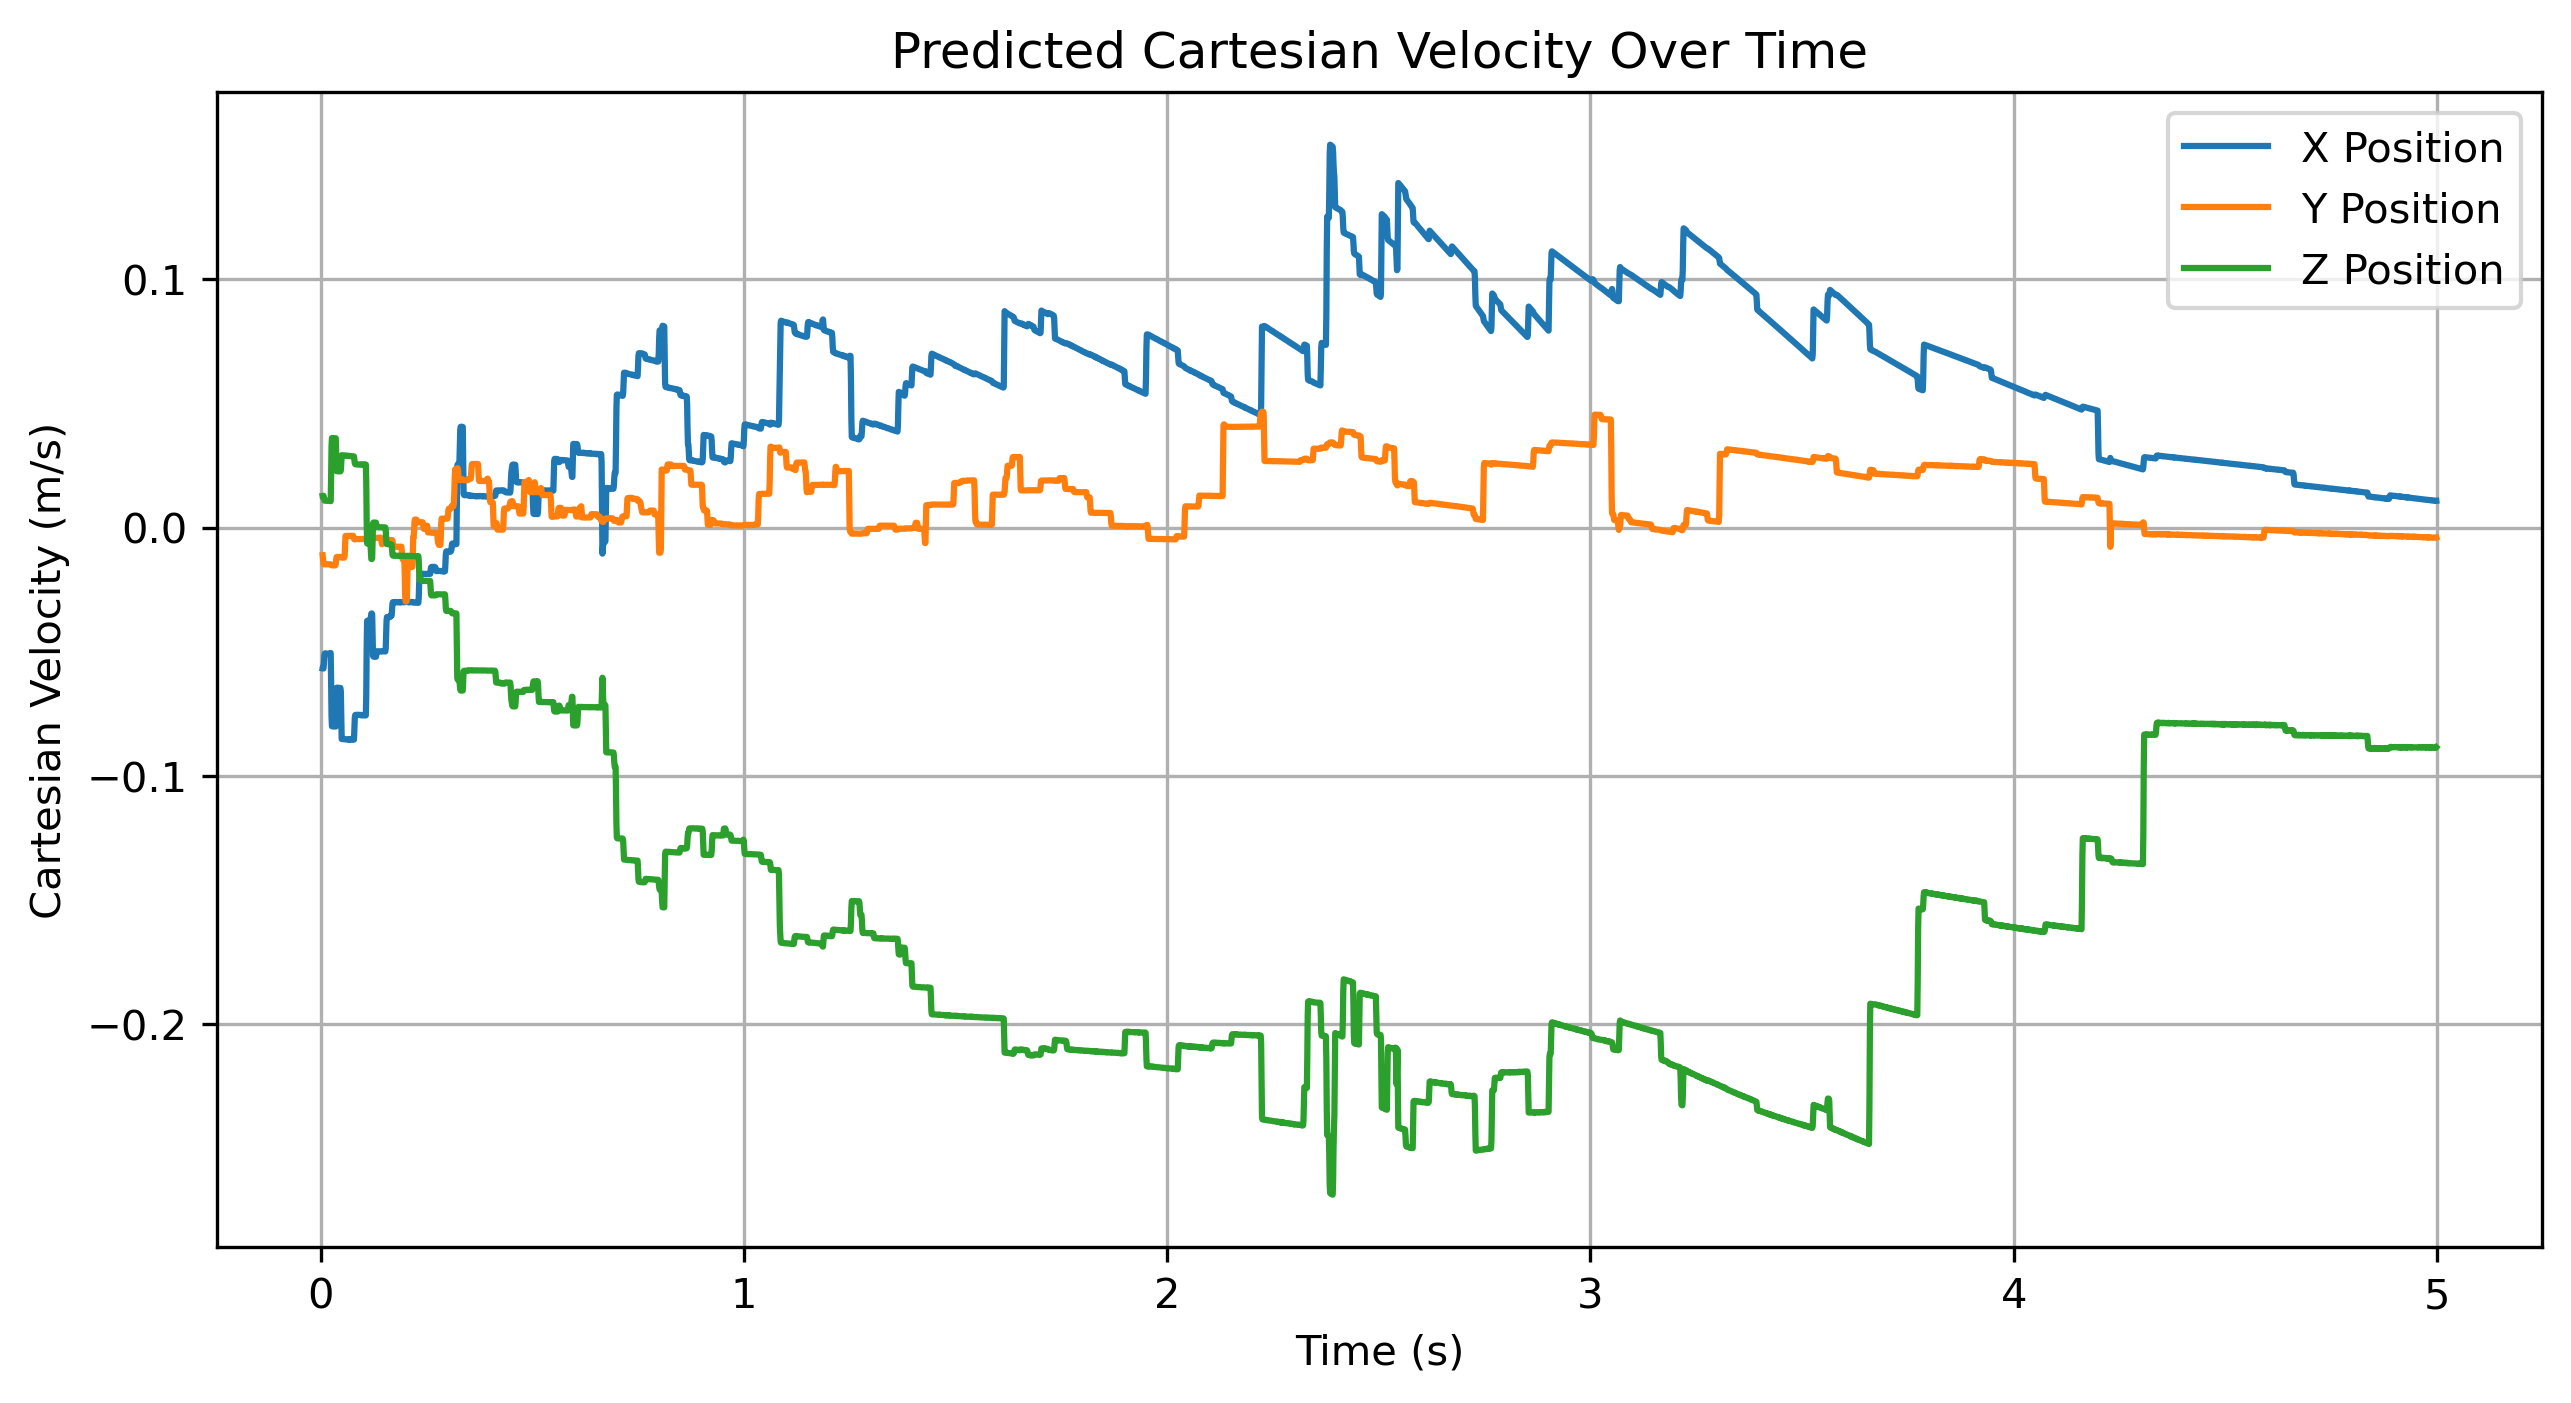 Predicted Cartesian Velocity Over Time
X Position
Y Position
Z Position
Cartesian Velocity (m/s)
0.1
0.0
−0.1
−0.2
0 1 2 3 4 5
Time (s)